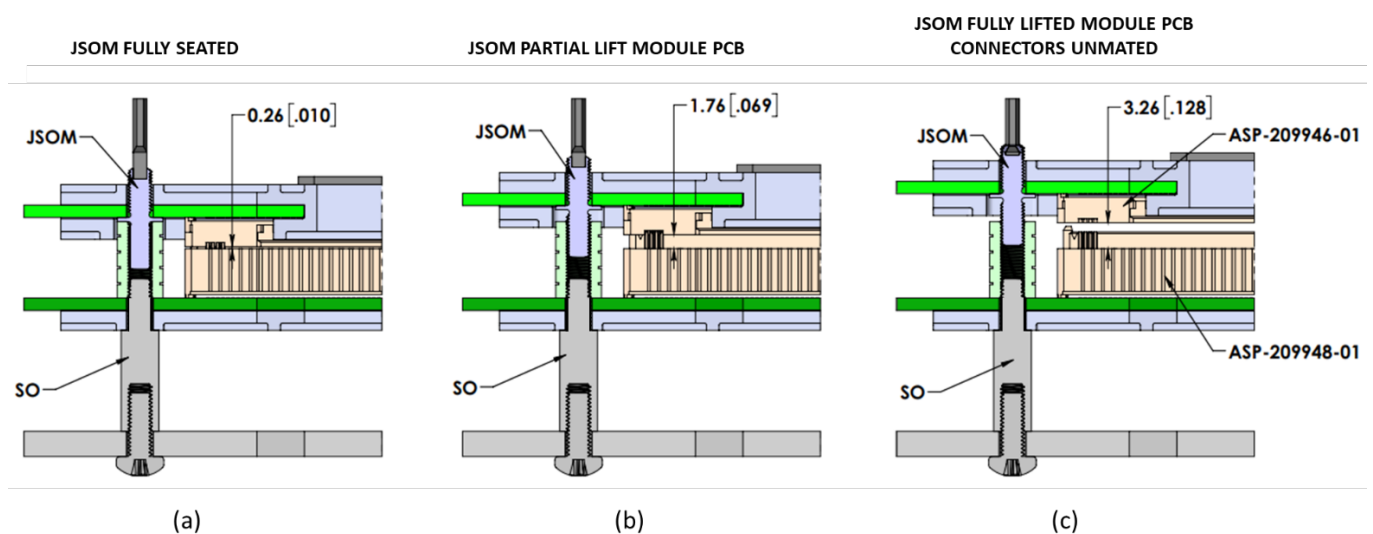 JSOM FULLY SEATED
JSOM PARTIAL LIFT MODULE PCB
JSOM FULLY LIFTED MODULE PCB
CONNECTORS UNMATED
0.26[.010]
JSOM
SO
(a)
1.76[.069]
JSOM
SO
(b)
3.26[.128]
JSOM
ASP-209946-01
ASP-209948-01
SO
(c)